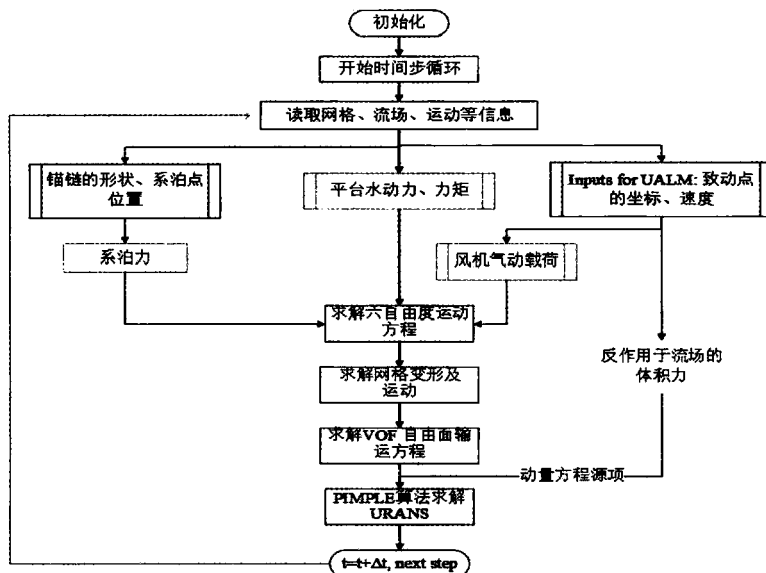 初始化
开始时间步循环
读取网格、流场、运动等信息
锚链的形状、系泊点
位置
平台水动力、力矩
Inputs for UALM: 致动点
的坐标、速度
系泊力
风机气动载荷
求解六自由度运动
方程
反作用于流场的
体积力
求解网格变形及
运动
求解VOF 自由面输
运方程
动量方程源项
PIMPLE算法求解
URANS
t=t+Δt, next step